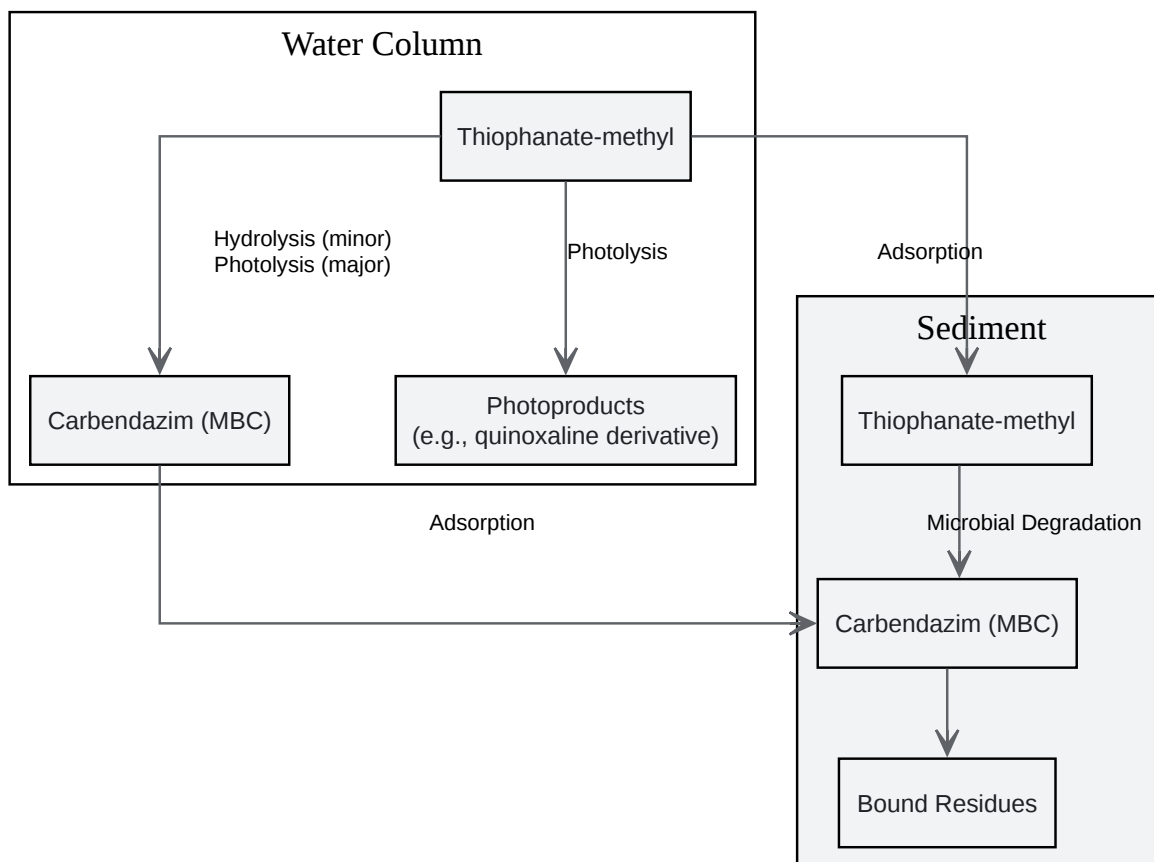 Water Column
Thiophanate-methyl
Hydrolysis (minor)
Photolysis (major)
Photolysis
Adsorption
Sediment
Carbendazim (MBC)
Photoproducts
(e.g., quinoxaline derivative)
Thiophanate-methyl
Adsorption
Microbial Degradation
Carbendazim (MBC)
Bound Residues